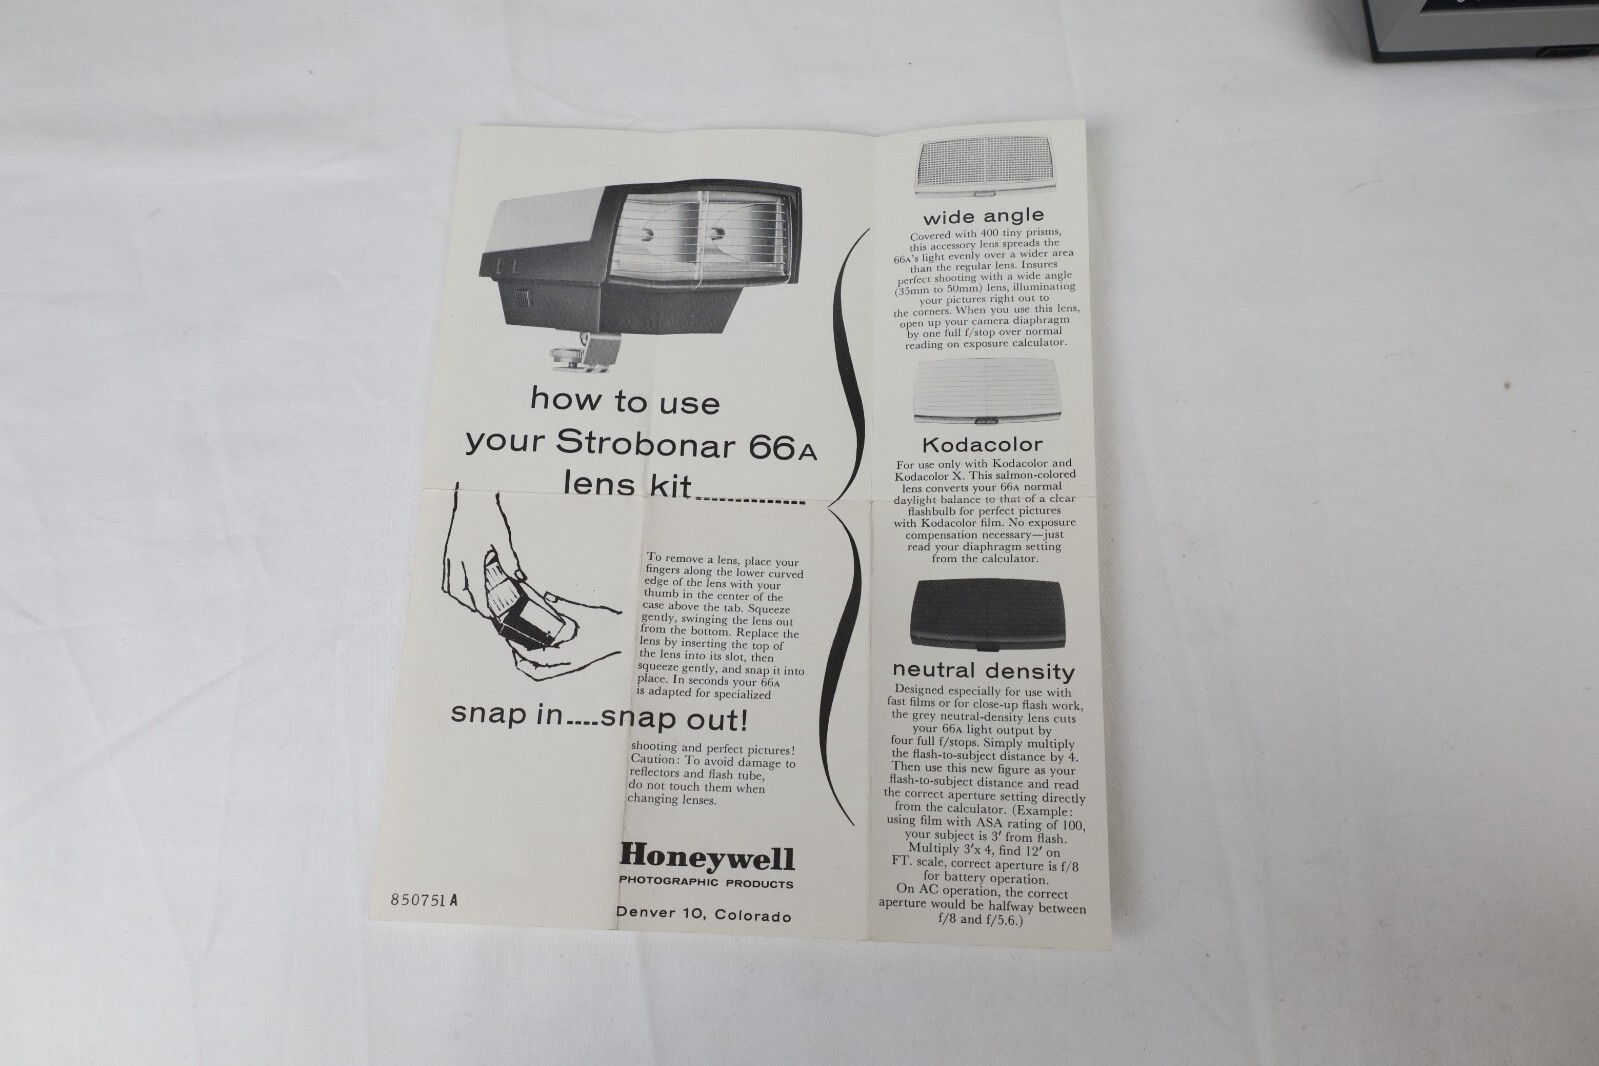 how to use
your Strobonar 66A
lens kit
To remove a lens, place your
fingers along the lower curved
edge of the lens with your
thumb in the center of the
case above the tab. Squeeze
gently, swinging the lens out
from the bottom. Replace the
lens by inserting the top of
the lens into its slot, then
squeeze gently, and snap it into
place. In seconds your 66A
is adapted for specialized
snap in....snap out!
shooting and perfect pictures!
Caution: To avoid damage to
reflectors and flash tube,
do not touch them when
changing lenses.
Honeywell
PHOTOGRAPHIC PRODUCTS
Denver 10, Colorado
850751 A
wide angle
Covered with 400 tiny prisms,
this accessory lens spreads the
66A's light evenly over a wider area
than the regular lens. Insures
perfect shooting with a wide angle
(35mm to 50mm) lens, illuminating
your pictures right out to
the corners. When you use this lens,
open up your camera diaphragm
by one full f/stop over normal
reading on exposure calculator.
Kodacolor
For use only with Kodacolor and
Kodacolor X. This salmon-colored
lens converts your 66A normal
daylight balance to that of a clear
flashbulb for perfect pictures
with Kodacolor film. No exposure
compensation necessary—just
read your diaphragm setting
from the calculator.
neutral density
Designed especially for use with
fast films or for close-up flash work,
the grey neutral-density lens cuts
your 66A light output by
four full f/stops. Simply multiply
the flash-to-subject distance by 4.
Then use this new figure as your
flash-to-subject distance and read
the correct aperture setting directly
from the calculator. (Example:
using film with ASA rating of 100,
your subject is 3' from flash.
Multiply 3'x 4, find 12' on
FT. scale, correct aperture is f/8
for battery operation.
On AC operation, the correct
aperture would be halfway between
f/8 and f/5.6.)